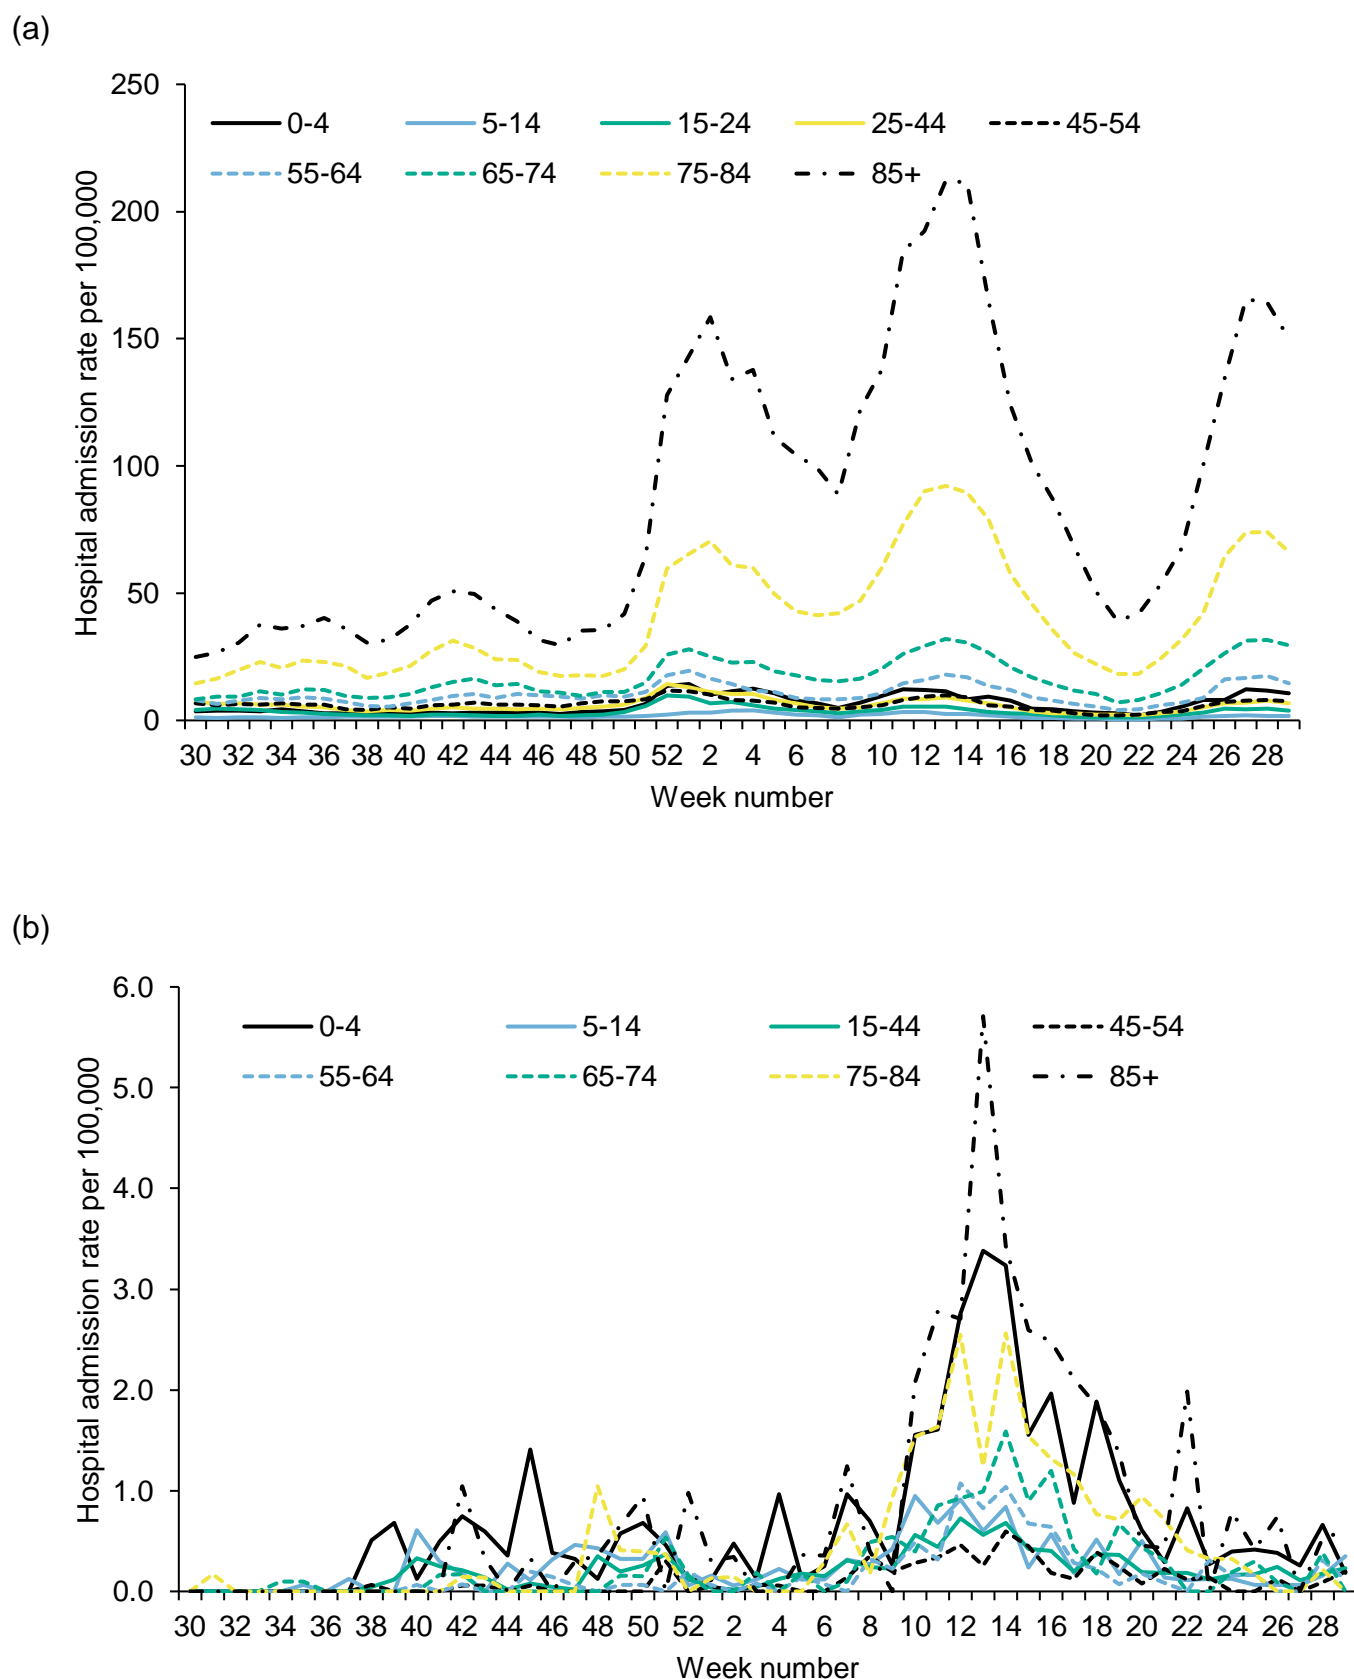 (a)
250
200
150
100
50
0
Hospital admission rate per 100,000
0-4 5-14 15-24 25-44 45-54
55-64 65-74 75-84 85+
30 32 34 36 38 40 42 44 46 48 50 52 2 4 6 8 10 12 14 16 18 20 22 24 26 28
Week number
(b)
6.0
5.0
4.0
3.0
2.0
1.0
0.0
Hospital admission rate per 100,000
0-4 5-14 15-44 45-54
55-64 65-74 75-84 85+
30 32 34 36 38 40 42 44 46 48 50 52 2 4 6 8 10 12 14 16 18 20 22 24 26 28
Week number